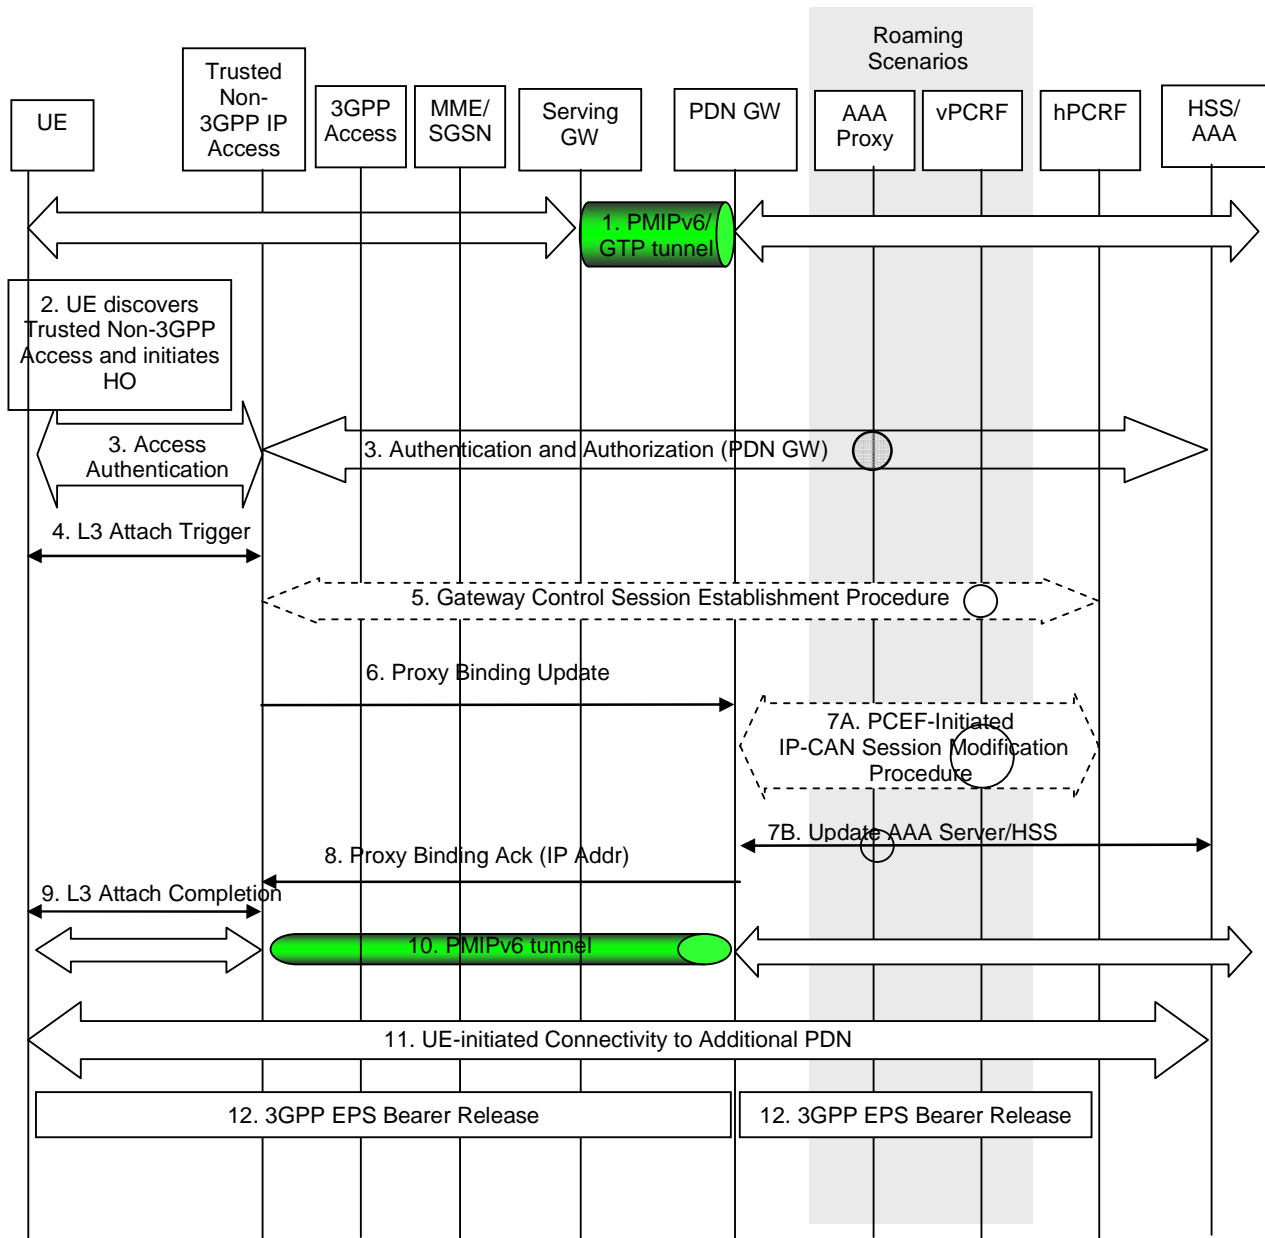 Roaming
Scenarios
UE
Trusted
Non-
3GPP IP
Access
3GPP
Access
MME/
SGSN
Serving
GW
PDN GW
AAA
Proxy
vPCRF
hPCRF
HSS/
AAA
1. PMIPv6/
GTP tunnel
2. UE discovers
Trusted Non-3GPP
Access and initiates
HO
3. Access
Authentication
3. Authentication and Authorization (PDN GW)
4. L3 Attach Trigger
5. Gateway Control Session Establishment Procedure
6. Proxy Binding Update
7A. PCEF-Initiated
IP-CAN Session Modification
Procedure
7B. Update AAA Server/HSS
8. Proxy Binding Ack (IP Addr)
9. L3 Attach Completion
10. PMIPv6 tunnel
11. UE-initiated Connectivity to Additional PDN
12. 3GPP EPS Bearer Release
12. 3GPP EPS Bearer Release